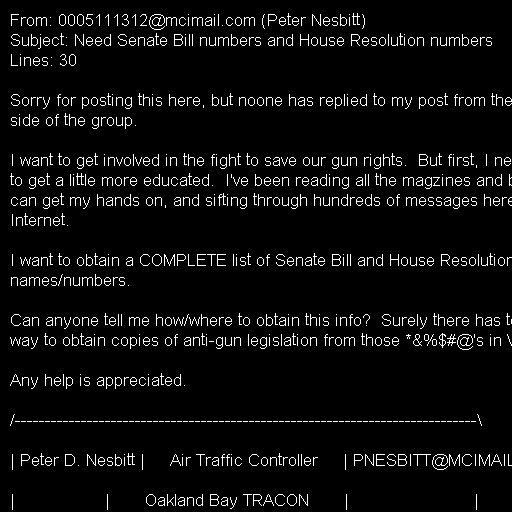 From: 0005111312@mcimail.com (Peter Nesbitt)
Subject: Need Senate Bill numbers and House Resolution numbers
Lines: 30
Sorry for posting this here, but noone has replied to my post from the
side of the group.
I want to get involved in the fight to save our gun rights.  But first, I ne
to get a little more educated.  I've been reading all the magzines and b
can get my hands on, and sifting through hundreds of messages here
Internet.
I want to obtain a COMPLETE list of Senate Bill and House Resolution
names/numbers.
Can anyone tell me how/where to obtain this info?  Surely there has t
way to obtain copies of anti-gun legislation from those *&%$#@'s in
Any help is appreciated.
/-----------------------------------------------------------------------------\
| Peter D. Nesbitt |      Air Traffic Controller      | PNESBITT@MCIMAIL
|                      |        Oakland Bay TRACON         |                              |